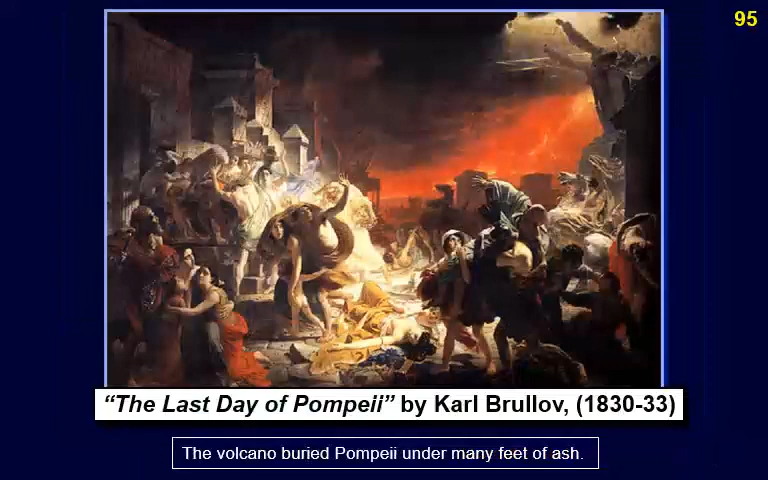 95
“The Last Day of Pompeii” by Karl Brullov, (1830-33)
The volcano buried Pompeii under many feet of ash.